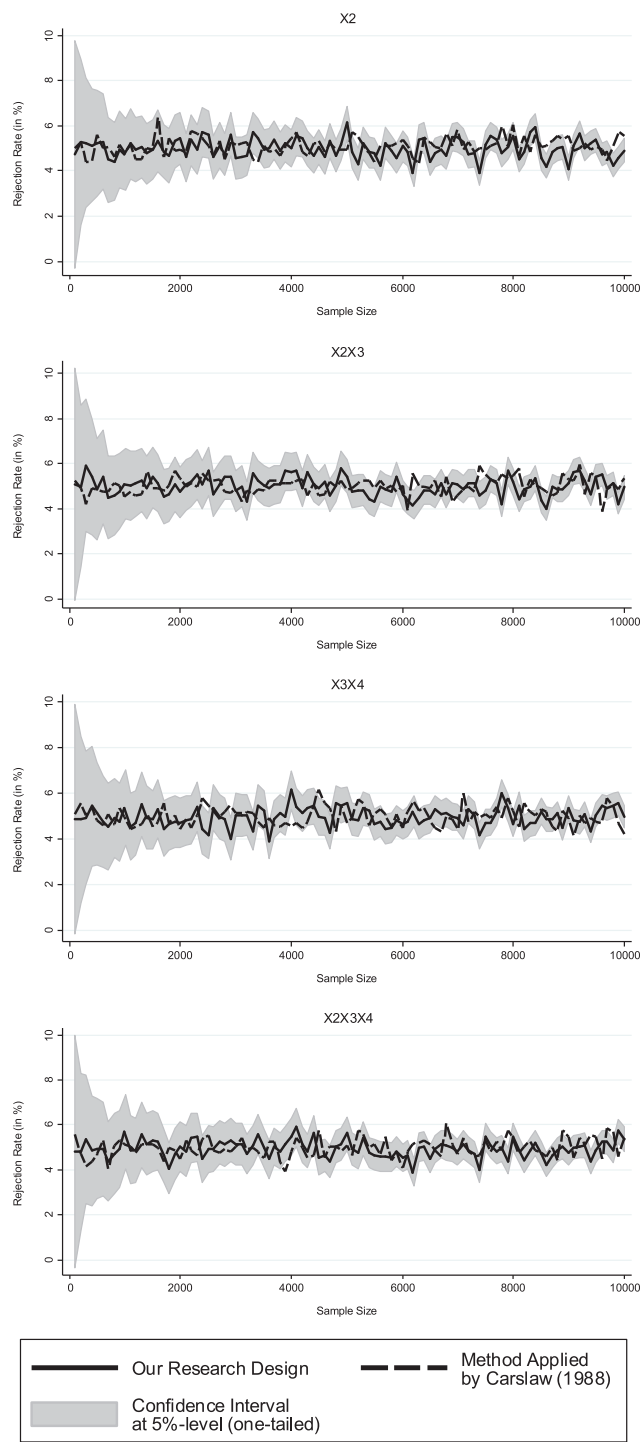 X2
10
8
6
4
2
0
Rejection Rate (in %)
0 2000 4000 6000 8000 10000
Sample Size
X2X3
10
8
6
4
2
0
Rejection Rate (in %)
0 2000 4000 6000 8000 10000
Sample Size
X3X4
10
8
6
4
2
0
Rejection Rate (in %)
0 2000 4000 6000 8000 10000
Sample Size
X2X3X4
10
8
6
4
2
0
Rejection Rate (in %)
0 2000 4000 6000 8000 10000
Sample Size
Our Research Design
Method Applied
by Carslaw (1988)
Confidence Interval
at 5%-level (one-tailed)